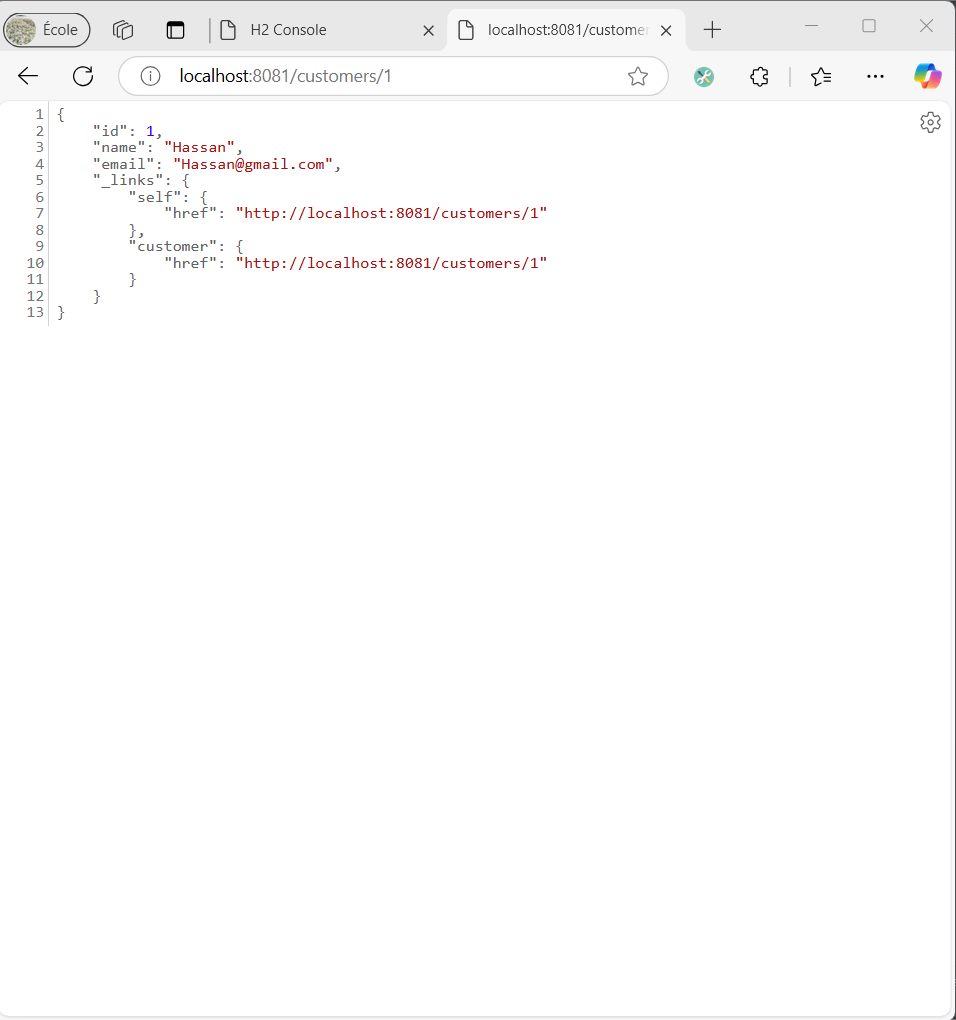 École
H2 Console
localhost:8081/customer
localhost:8081/customers/1
1 {
2     "id": 1,
3     "name": "Hassan",
4     "email": "Hassan@gmail.com",
5     "_links": {
6         "self": {
7             "href": "http://localhost:8081/customers/1"
8         },
9         "customer": {
10             "href": "http://localhost:8081/customers/1"
11         }
12     }
13 }